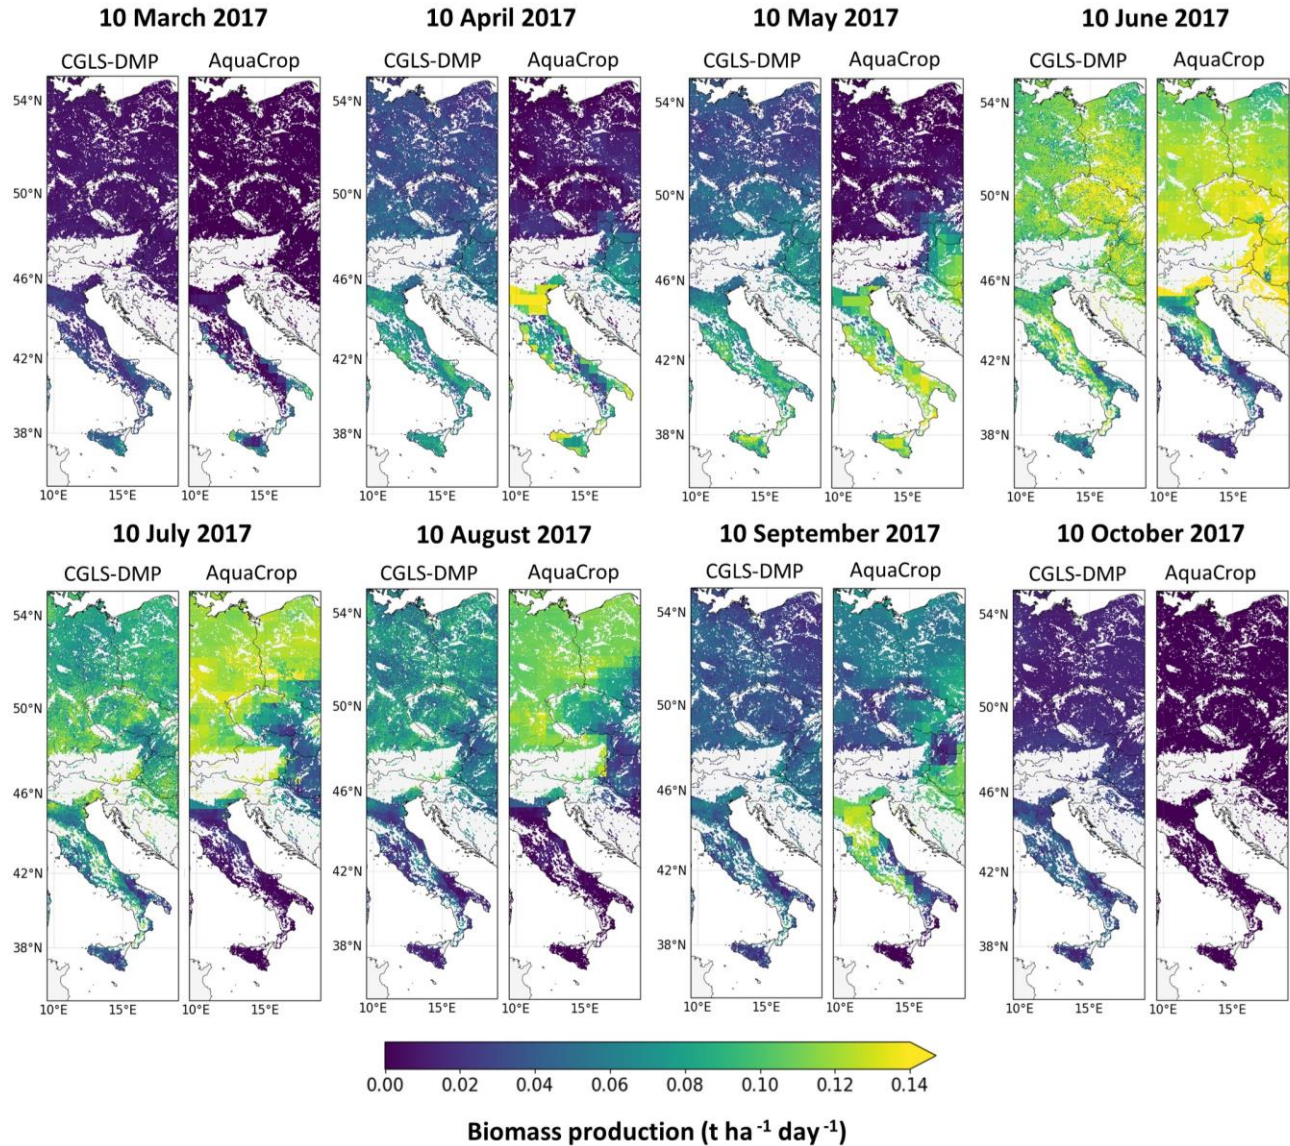 10 March 2017 10 April 2017 10 May 2017 10 June 2017
CGLS-DMP AquaCrop CGLS-DMP AquaCrop CGLS-DMP AquaCrop CGLS-DMP AquaCrop
54°N 54°N 54°N 54°N
50°N 50°N 50°N 50°N
46°N 46°N 46°N 46°N
42°N 42°N 42°N 42°N
38°N 38°N 38°N 38°N
10°E 15°E 10°E 15°E 10°E 15°E 10°E 15°E 10°E 15°E 10°E 15°E 10°E 15°E 10°E 15°E
10 July 2017 10 August 2017 10 September 2017 10 October 2017
CGLS-DMP AquaCrop CGLS-DMP AquaCrop CGLS-DMP AquaCrop CGLS-DMP AquaCrop
54°N 54°N 54°N 54°N
50°N 50°N 50°N 50°N
46°N 46°N 46°N 46°N
42°N 42°N 42°N 42°N
38°N 38°N 38°N 38°N
10°E 15°E 10°E 15°E 10°E 15°E 10°E 15°E 10°E 15°E 10°E 15°E 10°E 15°E 10°E 15°E
0.00 0.02 0.04 0.06 0.08 0.10 0.12 0.14
Biomass production (t ha⁻¹ day⁻¹)